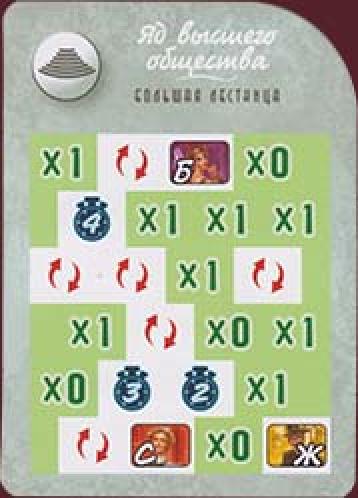 Яд высшего
общества
БОЛЬШАЯ ЛЕСТНИЦА
X1 Б X0
4 X1 X1 X1
X1
X1 X0 X1
X0 3 2 X1
С X0 Ж